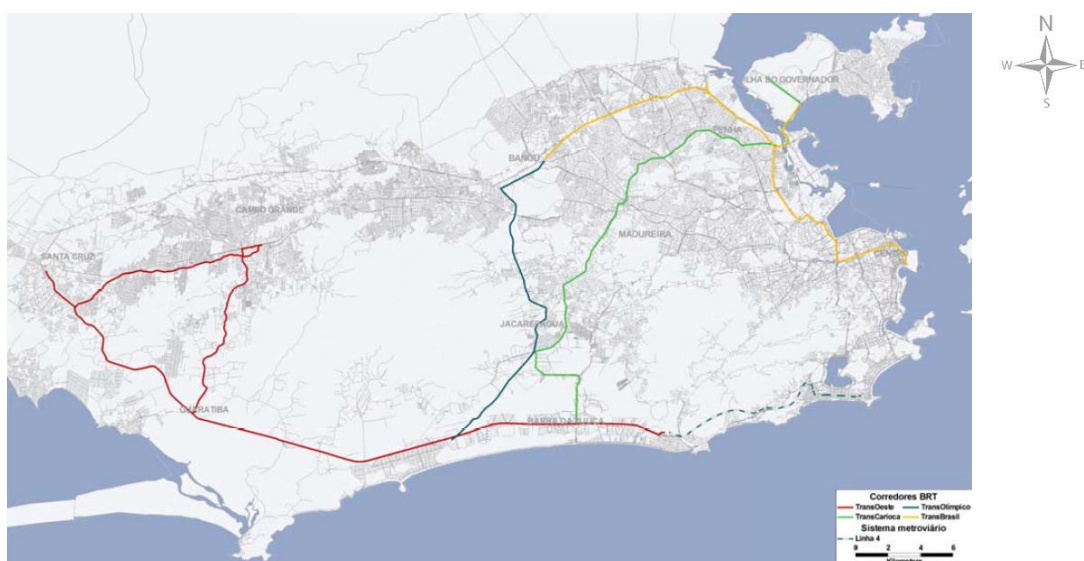 N
W E
S
ILHA DO GOVERNADOR
PENHA
BANGU
CAMPO GRANDE
MADUREIRA
SANTA CRUZ
CENTRO
JACAREPAGUÁ
GUARATIBA
BARRA DA TIJUCA
Corredores BRT
TransOeste TransOlímpico
TransCarioca TransBrasil
Sistema metroviário
Linha 4
0 2 4 6